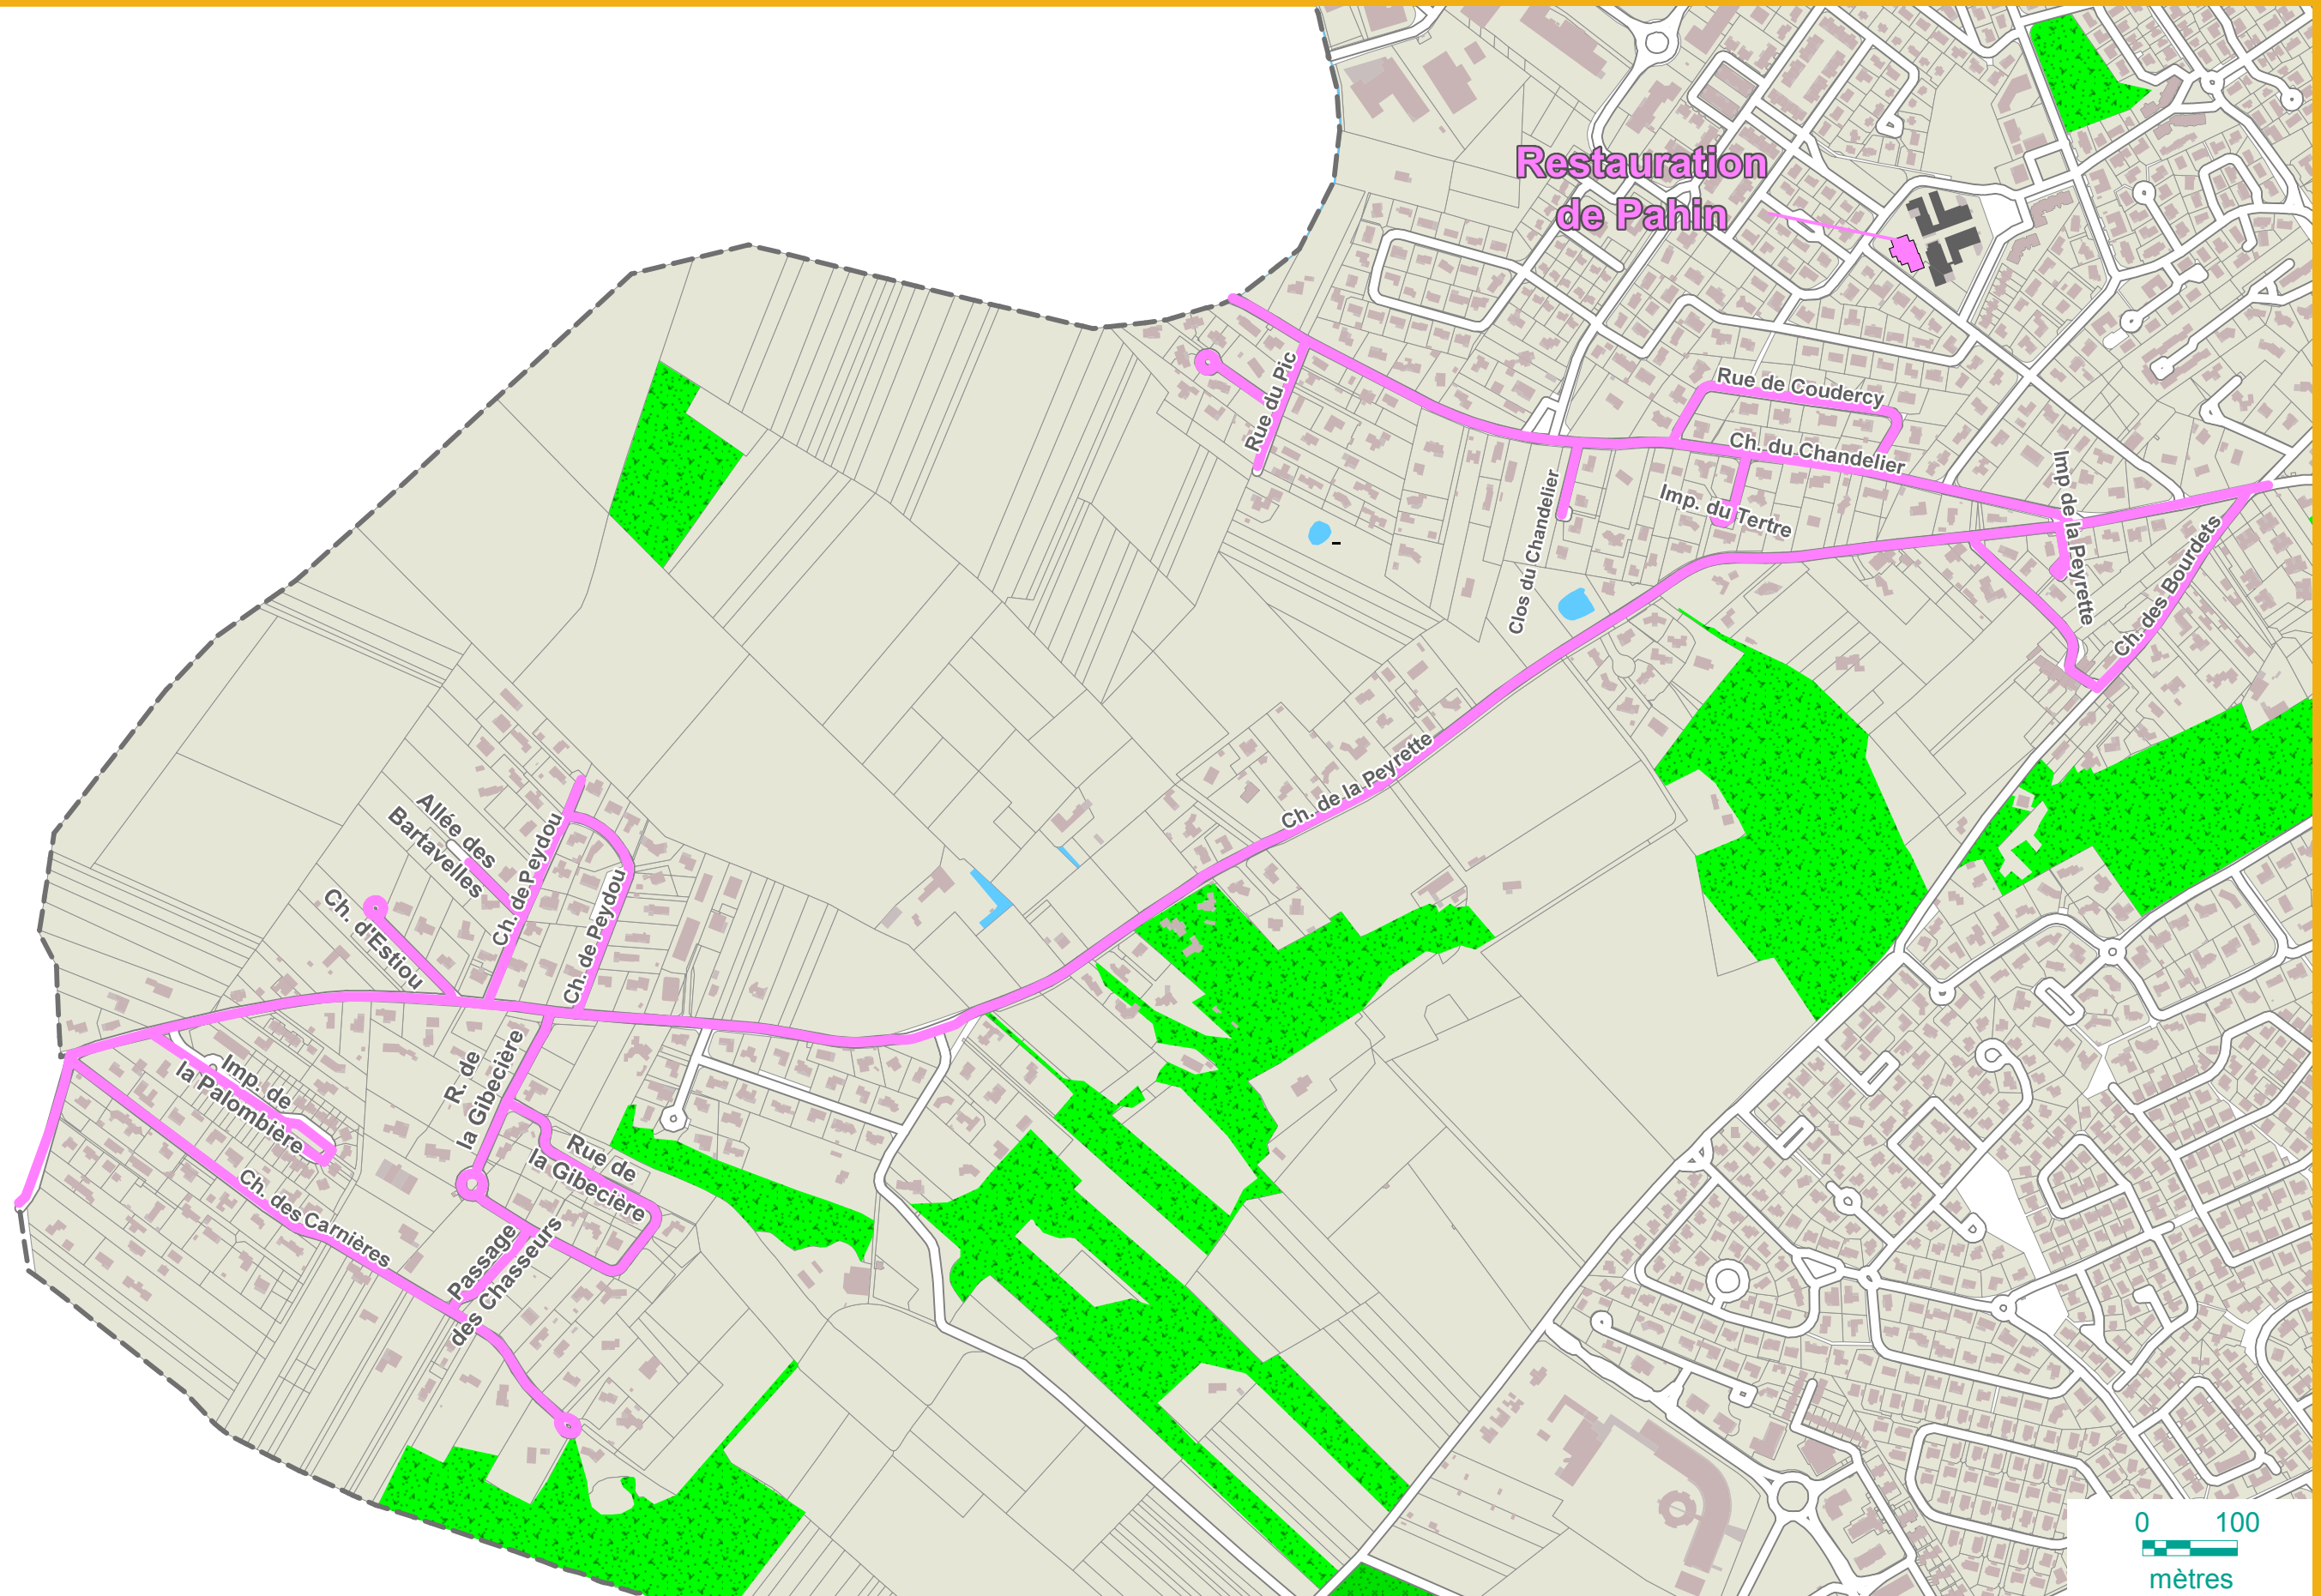 Restauration
de Pahin
Rue du Pic
Rue de Coudercy
Ch. du Chandelier
Imp. du Tertre
Clos du Chandelier
Imp de la Peyrette
Ch. des Bourdets
Ch. de la Peyrette
Allée des
Bartavelles
Ch. de Peydou
Ch. de Peydou
Ch. d'Estiou
R. de
la Gibecière
Imp. de
la Palombière
Rue de
la Gibecière
Ch. des Carnières
Passage
des Chasseurs
0 100
mètres